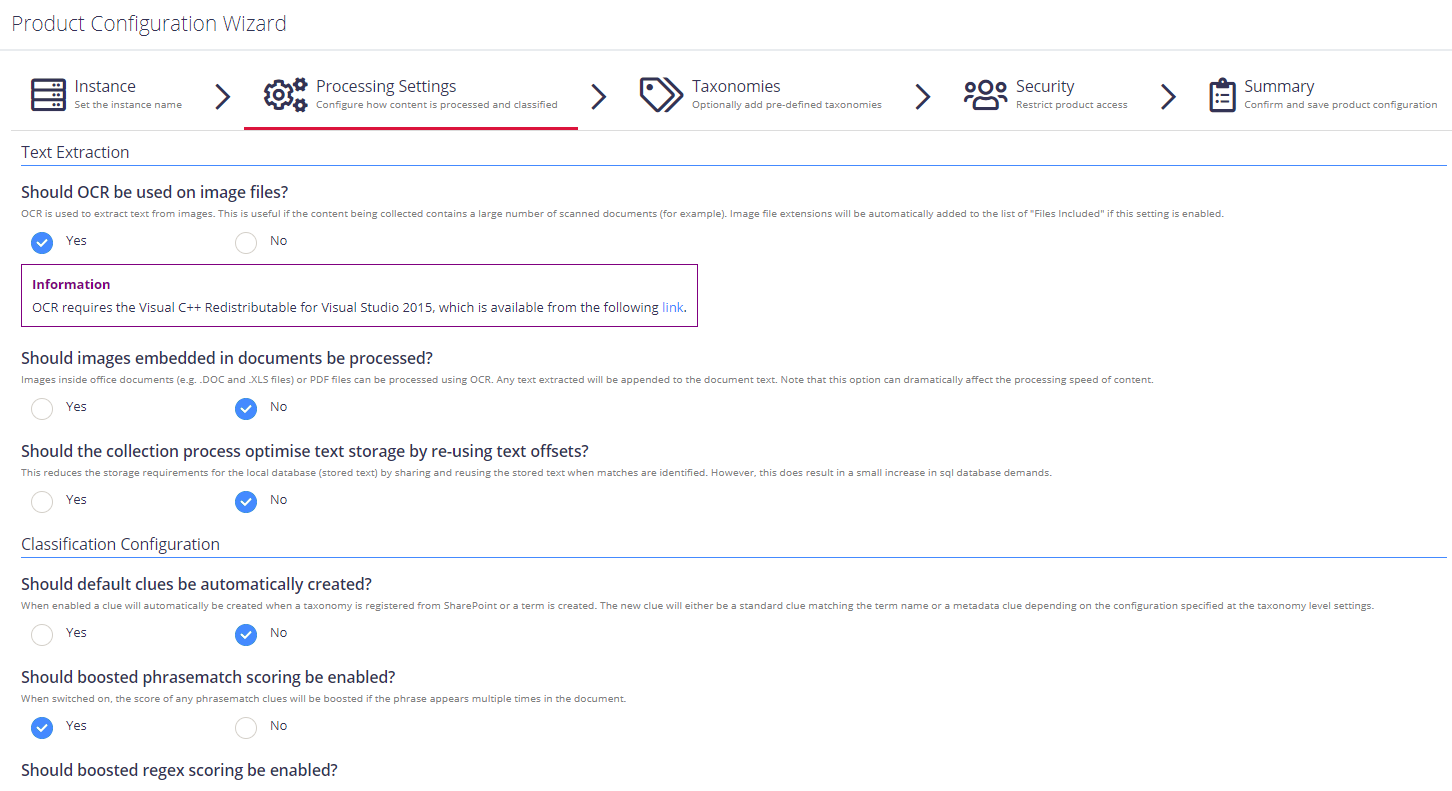 Product Configuration Wizard
Instance
Set the instance name
Processing Settings
Configure how content is processed and classified
Taxonomies
Optionally add pre-defined taxonomies
Security
Restrict product access
Summary
Confirm and save product configuration
Text Extraction
Should OCR be used on image files?
OCR is used to extract text from images. This is useful if the content being collected contains a large number of scanned documents (for example). Image file extensions will be automatically added to the list of "Files Included" if this setting is enabled.
Yes No
Information
OCR requires the Visual C++ Redistributable for Visual Studio 2015, which is available from the following link.
Should images embedded in documents be processed?
Images inside office documents (e.g. .DOC and .XLS files) or PDF files can be processed using OCR. Any text extracted will be appended to the document text. Note that this option can dramatically affect the processing speed of content.
Yes No
Should the collection process optimise text storage by re-using text offsets?
This reduces the storage requirements for the local database (stored text) by sharing and reusing the stored text when matches are identified. However, this does result in a small increase in sql database demands.
Yes No
Classification Configuration
Should default clues be automatically created?
When enabled a clue will automatically be created when a taxonomy is registered from SharePoint or a term is created. The new clue will either be a standard clue matching the term name or a metadata clue depending on the configuration specified at the taxonomy level settings.
Yes No
Should boosted phrasematch scoring be enabled?
When switched on, the score of any phrasematch clues will be boosted if the phrase appears multiple times in the document.
Yes No
Should boosted regex scoring be enabled?